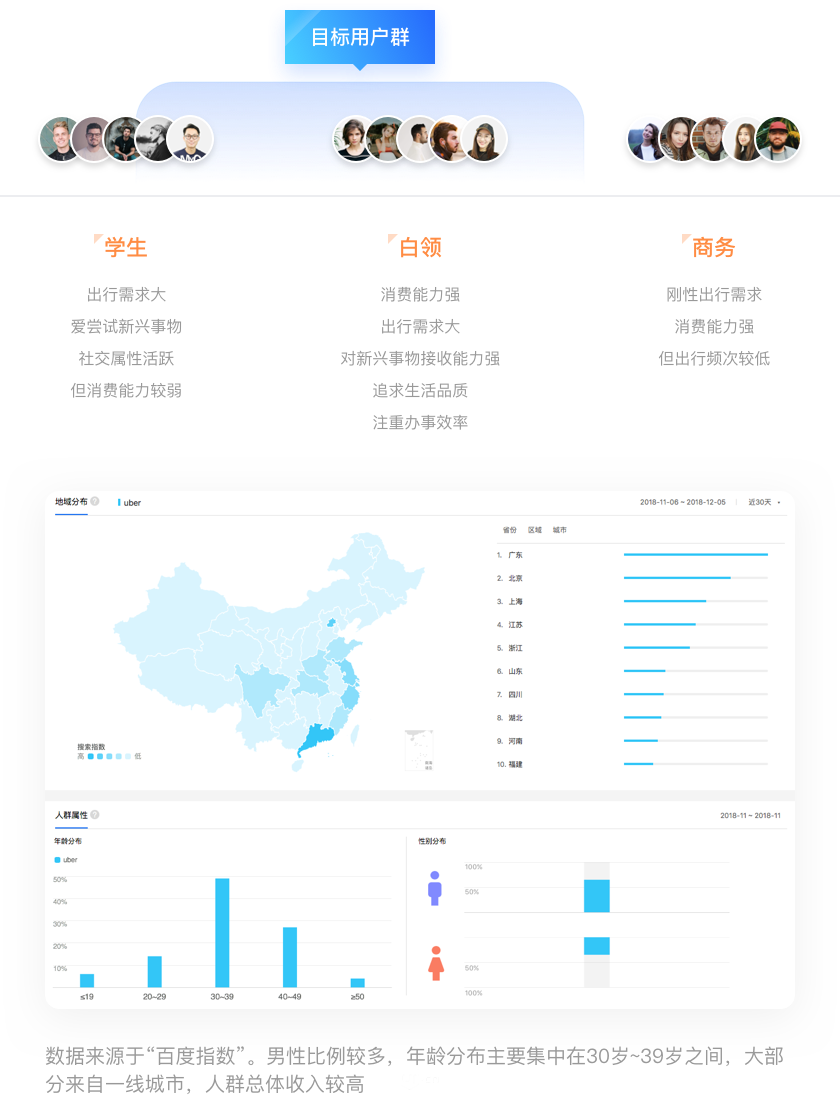 目标用户群
学生
出行需求大
爱尝试新兴事物
社交属性活跃
但消费能力较弱
白领
消费能力强
出行需求大
对新兴事物接收能力强
追求生活品质
注重办事效率
商务
刚性出行需求
消费能力强
但出行频次较低
地域分布 ? uber 2018-11-06 ~ 2018-12-05 近30天
省份 区域 城市
1. 广东
2. 北京
3. 上海
4. 江苏
5. 浙江
6. 山东
7. 四川
8. 湖北
9. 河南
10. 福建
搜索指数
高 低
人群属性 ? 2018-11 ~ 2018-11
年龄分布
uber
50%
40%
30%
20%
10%
≤19 20~29 30~39 40~49 ≥50
性别分布
100%
50%
50%
100%
数据来源于“百度指数”。男性比例较多，年龄分布主要集中在30岁~39岁之间，大部
分来自一线城市，人群总体收入较高